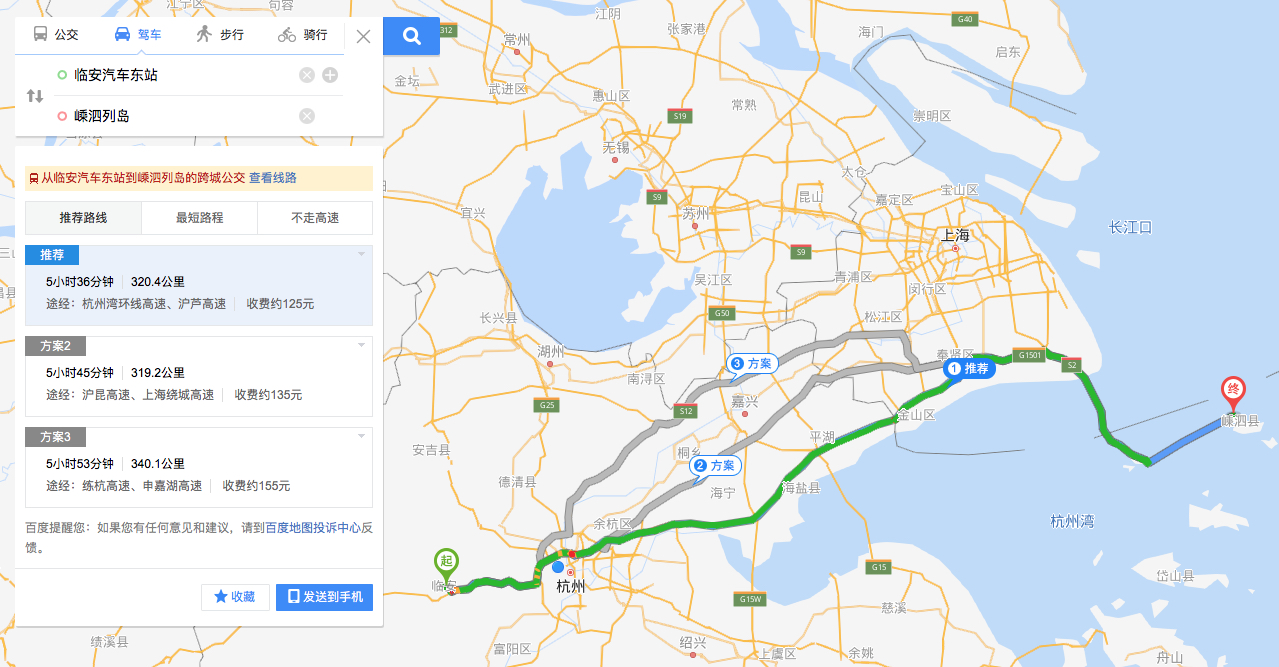 公交
驾车
步行
骑行
临安汽车东站
嵊泗列岛
从临安汽车东站到嵊泗列岛的跨城公交 查看线路
推荐路线
最短路程
不走高速
推荐
5小时36分钟 320.4公里
途经：杭州湾环线高速、沪芦高速 收费约125元
方案2
5小时45分钟 319.2公里
途经：沪昆高速、上海绕城高速 收费约135元
方案3
5小时53分钟 340.1公里
途经：练杭高速、申嘉湖高速 收费约155元
百度提醒您：如果您有任何意见和建议，请到百度地图投诉中心反
馈。
收藏
发送到手机
江宁区
句容
江阴
G40
312
常州
张家港
海门
启东
金坛
武进区
惠山区
常熟
S19
崇明区
无锡
太仓
宝山区
S9
昆山
嘉定区
宜兴
苏州
长江口
上海
S9
吴江区
青浦区
闵行区
G50
长兴县
松江区
湖州
奉贤区
G1501
3 方案
1 推荐
S2
南浔区
终
G25
嘉兴
S12
金山区
嵊泗县
平湖
安吉县
桐乡
2 方案
德清县
海盐县
海宁
余杭区
杭州湾
起
临安
杭州
G15
岱山县
G15W
慈溪
绩溪县
富阳区
绍兴
上虞区
余姚
舟山